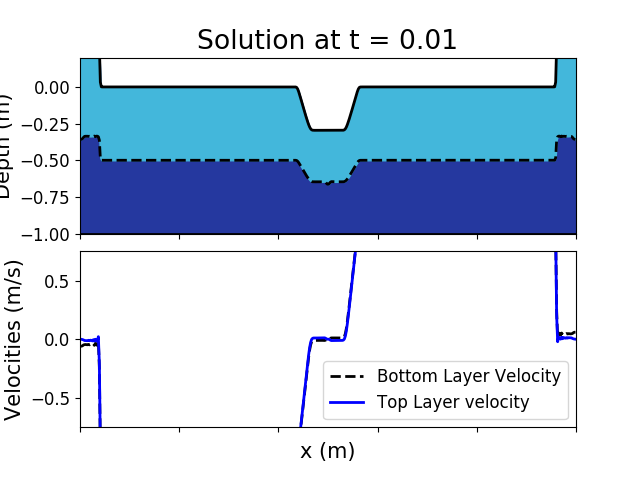 Solution at t = 0.01
Depth (m)
0.00
−0.25
−0.50
−0.75
−1.00
Velocities (m/s)
0.5
0.0
−0.5
Bottom Layer Velocity
Top Layer velocity
x (m)